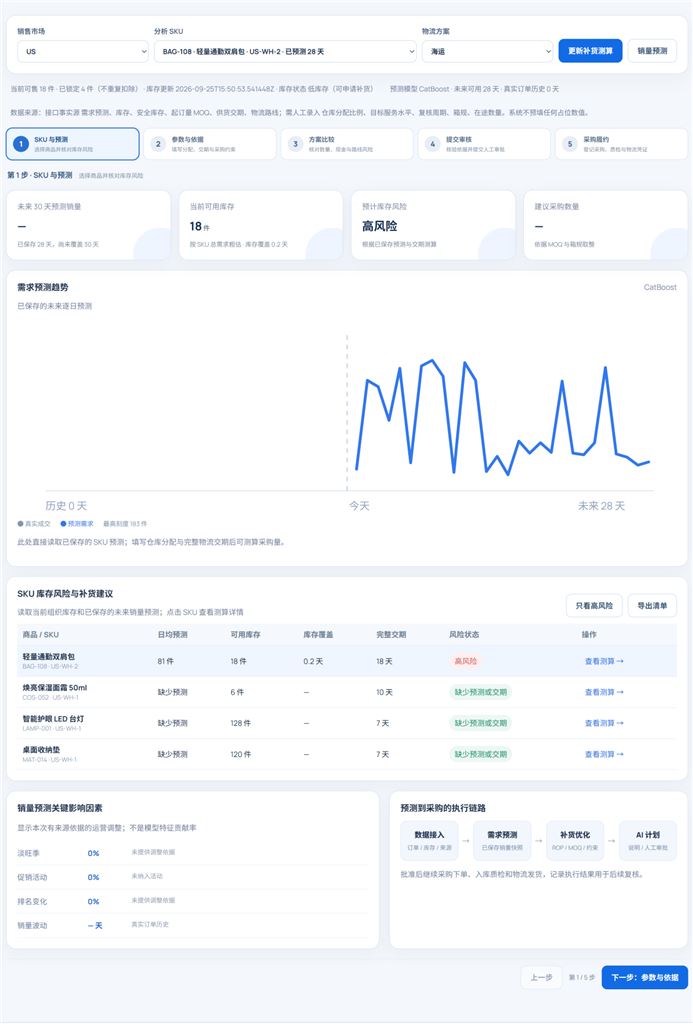 销售市场
分析 SKU
物流方案
US
BAG-108 · 轻量通勤双肩包 · US-WH-2 · 已预测 28 天
海运
更新补货测算
销量预测
当前可售 18 件 · 已锁定 4 件（不重复扣除） · 库存更新 2026-09-25T15:50:53.541448Z · 库存状态 低库存（可申请补货）
预测模型 CatBoost · 未来可用 28 天 · 真实订单历史 0 天
数据来源：接口事实源 需求预测、库存、安全库存、起订量 MOQ、供货交期、物流路线；需人工录入 仓库分配比例、目标服务水平、复核周期、箱规、在途数量。系统不预填任何占位数值。
1
SKU 与预测
选择商品并核对库存风险
2
参数与依据
填写分配、交期与采购约束
3
方案比较
核对数量、现金与路线风险
4
提交审核
核验依据并提交人工审批
5
采购履约
登记采购、质检与物流凭证
第 1 步 · SKU 与预测
选择商品并核对库存风险
未来 30 天预测销量
—
已保存 28 天，尚未覆盖 30 天
当前可用库存
18 件
按 SKU 总需求粗估 · 库存覆盖 0.2 天
预计库存风险
高风险
根据已保存预测与交期测算
建议采购数量
—
依据 MOQ 与箱规取整
需求预测趋势
CatBoost
已保存的未来逐日预测
历史 0 天
今天
未来 28 天
真实成交
预测需求
最高刻度 183 件
此处直接读取已保存的 SKU 预测；填写仓库分配与完整物流交期后可测算采购量。
SKU 库存风险与补货建议
读取当前组织库存和已保存的未来销量预测；点击 SKU 查看测算详情
只看高风险
导出清单
商品 / SKU
日均预测
可用库存
库存覆盖
完整交期
风险状态
操作
轻量通勤双肩包
BAG-108 · US-WH-2
81 件
18 件
0.2 天
18 天
高风险
查看测算 →
焕亮保湿面霜 50ml
COS-052 · US-WH-1
缺少预测
6 件
—
10 天
缺少预测或交期
查看测算 →
智能护眼 LED 台灯
LAMP-001 · US-WH-1
缺少预测
128 件
—
7 天
缺少预测或交期
查看测算 →
桌面收纳垫
MAT-014 · US-WH-1
缺少预测
120 件
—
7 天
缺少预测或交期
查看测算 →
销量预测关键影响因素
显示本次有来源依据的运营调整；不是模型特征贡献率
淡旺季
0%
未提供调整依据
促销活动
0%
未纳入活动
排名变化
0%
未提供调整依据
销量波动
— 天
真实订单历史
预测到采购的执行链路
数据接入
订单 / 库存 / 来源
→
需求预测
已保存销量快照
→
补货优化
ROP / MOQ / 约束
→
AI 计划
说明 / 人工审批
批准后继续采购下单、入库质检和物流发货，记录执行结果用于后续复核。
上一步
第 1 / 5 步
下一步：参数与依据